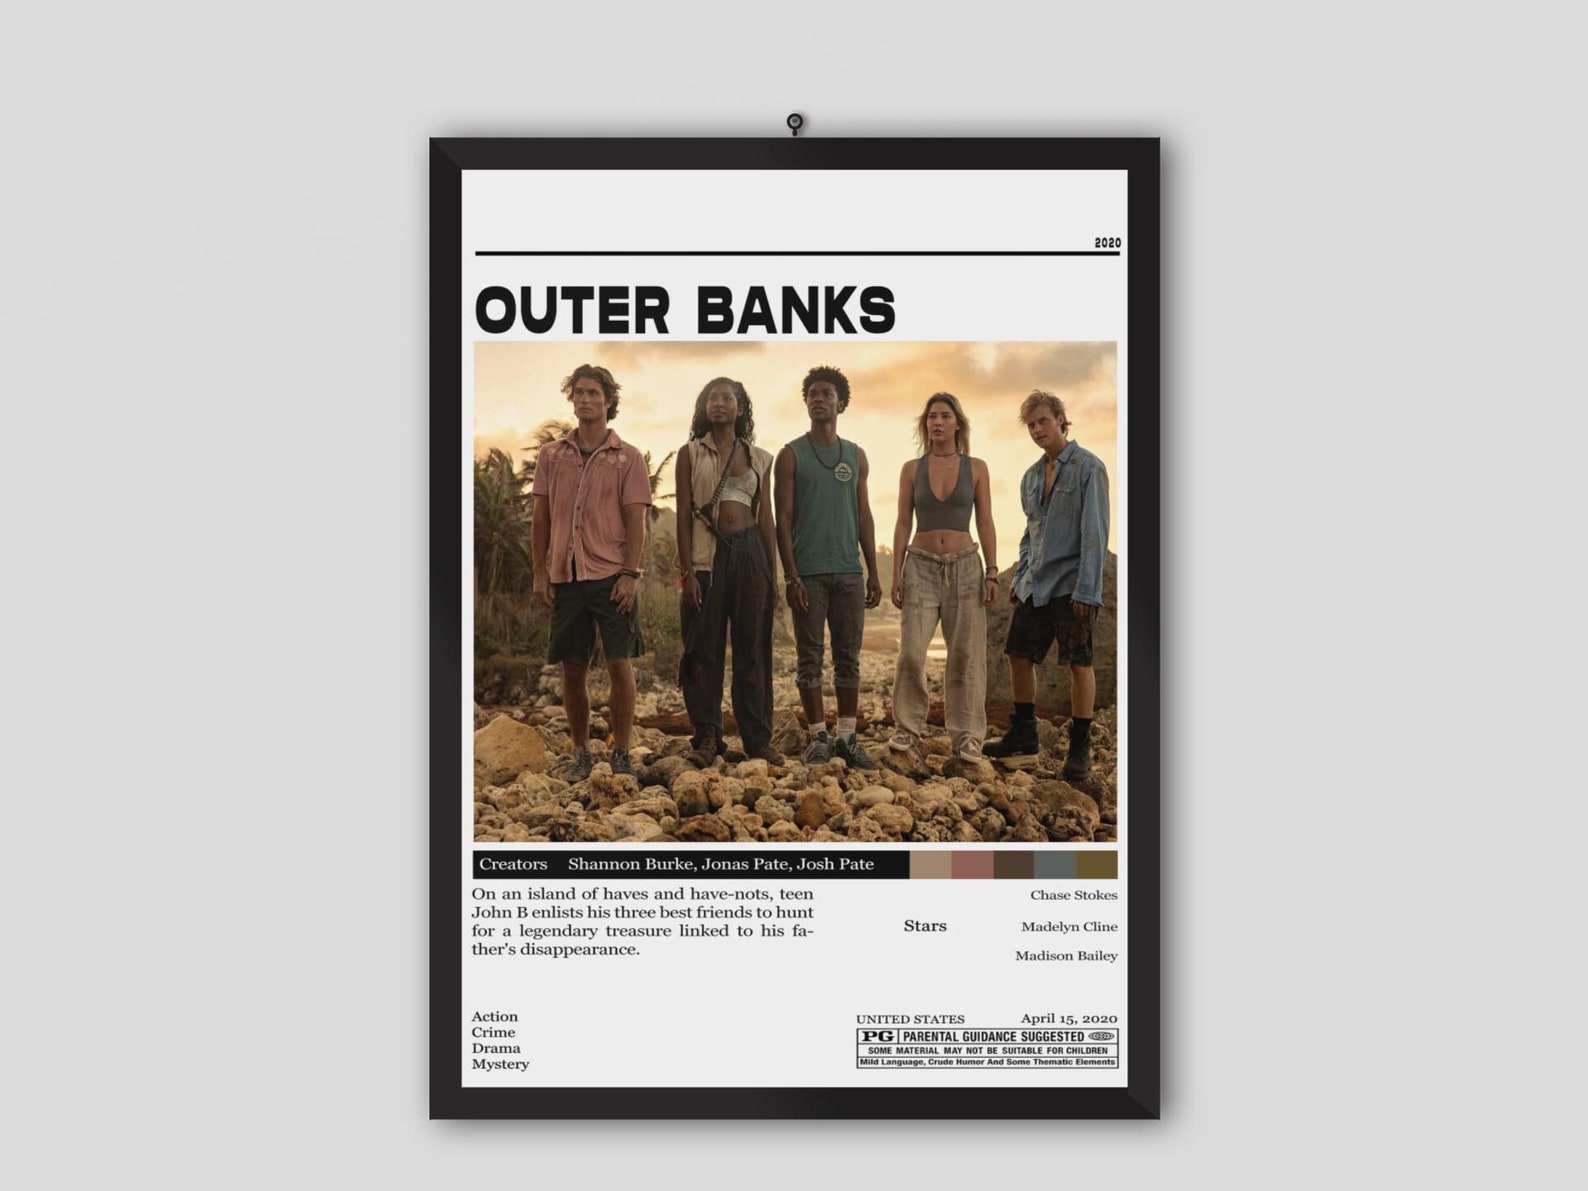 2020
OUTER BANKS
Creators Shannon Burke, Jonas Pate, Josh Pate
On an island of haves and have-nots, teen
John B enlists his three best friends to hunt
for a legendary treasure linked to his fa-
ther's disappearance.
Stars
Chase Stokes
Madelyn Cline
Madison Bailey
Action
Crime
Drama
Mystery
UNITED STATES April 15, 2020
PG PARENTAL GUIDANCE SUGGESTED
SOME MATERIAL MAY NOT BE SUITABLE FOR CHILDREN
Mild Language, Crude Humor And Some Thematic Elements